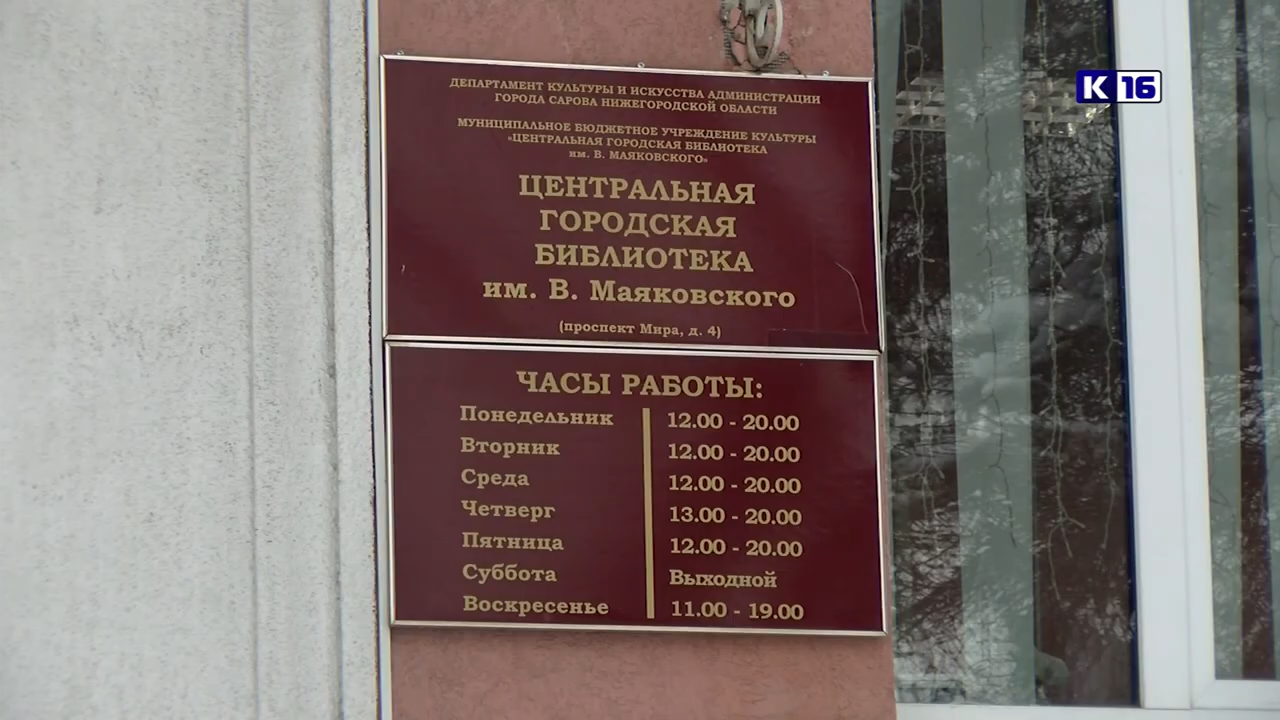 ДЕПАРТАМЕНТ КУЛЬТУРЫ И ИСКУССТВА АДМИНИСТРАЦИИ
ГОРОДА САРОВА НИЖЕГОРОДСКОЙ ОБЛАСТИ
МУНИЦИПАЛЬНОЕ БЮДЖЕТНОЕ УЧРЕЖДЕНИЕ КУЛЬТУРЫ
«ЦЕНТРАЛЬНАЯ ГОРОДСКАЯ БИБЛИОТЕКА
им. В. МАЯКОВСКОГО»
ЦЕНТРАЛЬНАЯ
ГОРОДСКАЯ
БИБЛИОТЕКА
им. В. Маяковского
(проспект Мира, д. 4)
ЧАСЫ РАБОТЫ:
Понедельник 12.00 - 20.00
Вторник 12.00 - 20.00
Среда 12.00 - 20.00
Четверг 13.00 - 20.00
Пятница 12.00 - 20.00
Суббота Выходной
Воскресенье 11.00 - 19.00
К 16